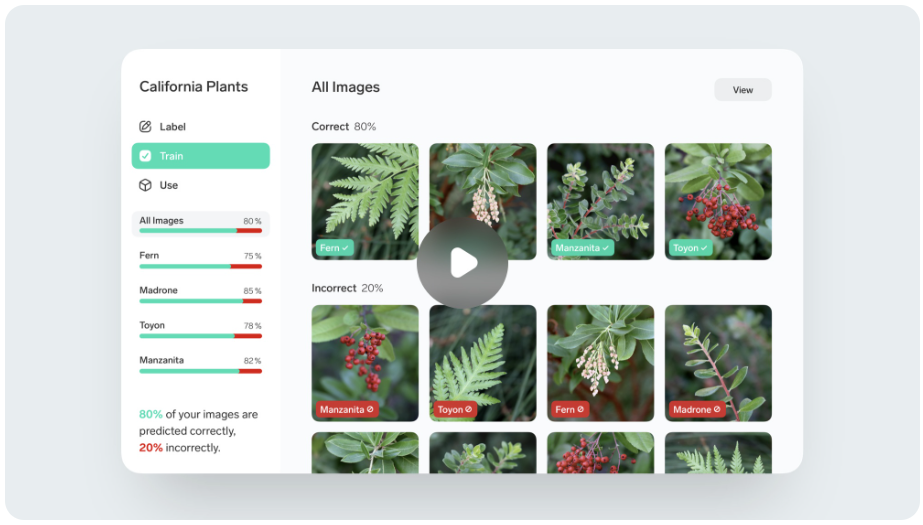 California Plants
Label
Train
Use
All Images 80%
Fern 75%
Madrone 85%
Toyon 78%
Manzanita 82%
80% of your images are
predicted correctly,
20% incorrectly.
All Images
View
Correct 80%
Fern
Manzanita
Toyon
Incorrect 20%
Manzanita
Toyon
Fern
Madrone